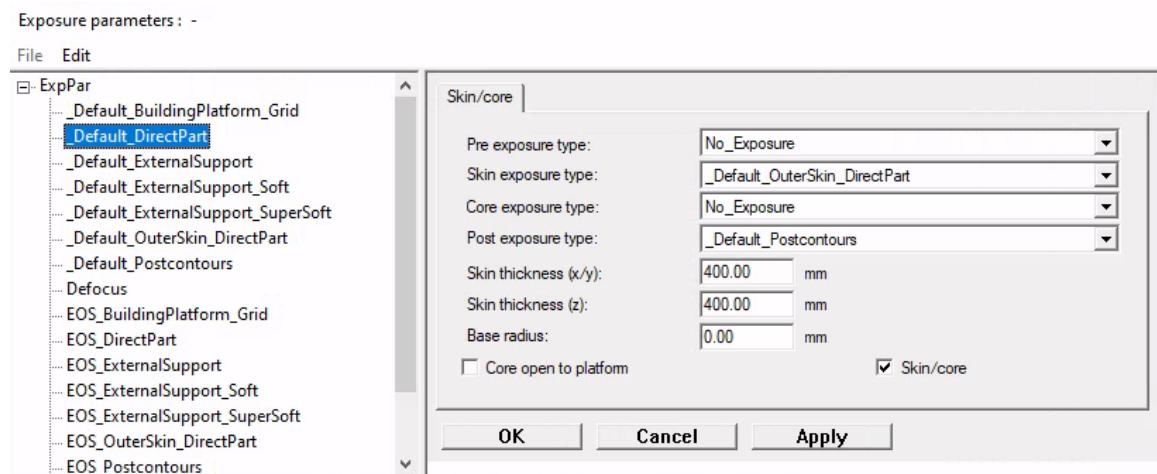 Exposure parameters : -
File Edit
ExpPar
_Default_BuildingPlatform_Grid
_Default_DirectPart
_Default_ExternalSupport
_Default_ExternalSupport_Soft
_Default_ExternalSupport_SuperSoft
_Default_OuterSkin_DirectPart
_Default_Postcontours
Defocus
EOS_BuildingPlatform_Grid
EOS_DirectPart
EOS_ExternalSupport
EOS_ExternalSupport_Soft
EOS_ExternalSupport_SuperSoft
EOS_OuterSkin_DirectPart
EOS_Postcontours
Skin/core
Pre exposure type: No_Exposure
Skin exposure type: _Default_OuterSkin_DirectPart
Core exposure type: No_Exposure
Post exposure type: _Default_Postcontours
Skin thickness (x/y): 400.00 mm
Skin thickness (z): 400.00 mm
Base radius: 0.00 mm
Core open to platform Skin/core
OK Cancel Apply